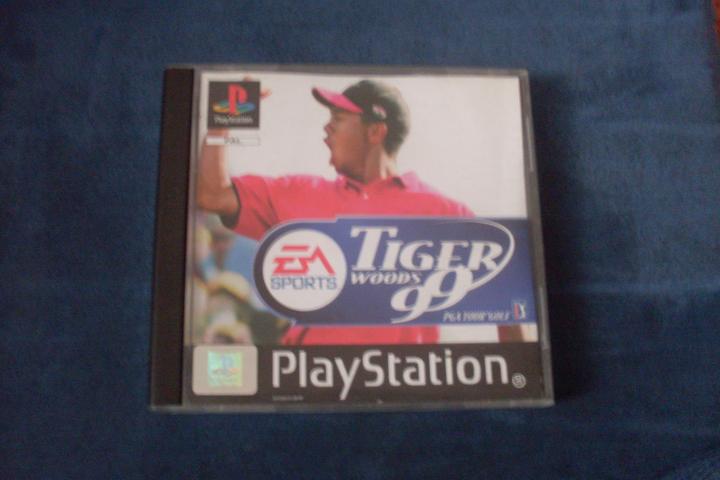 PlayStation
PAL
EA
SPORTS
TIGER
WOODS
99
PGA TOUR GOLF
PlayStation®